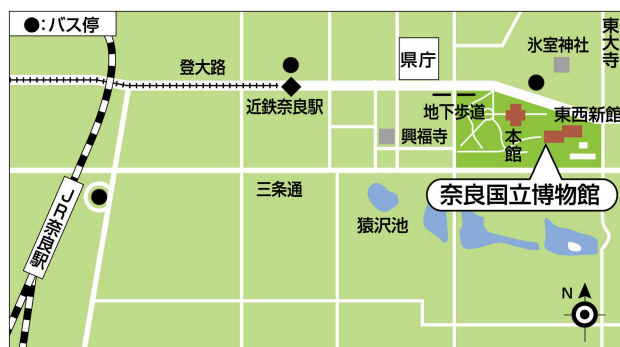 ●:バス停
登大路
近鉄奈良駅
県庁
氷室神社
東大寺
地下歩道
本館
東西新館
興福寺
奈良国立博物館
三条通
猿沢池
JR奈良駅
N